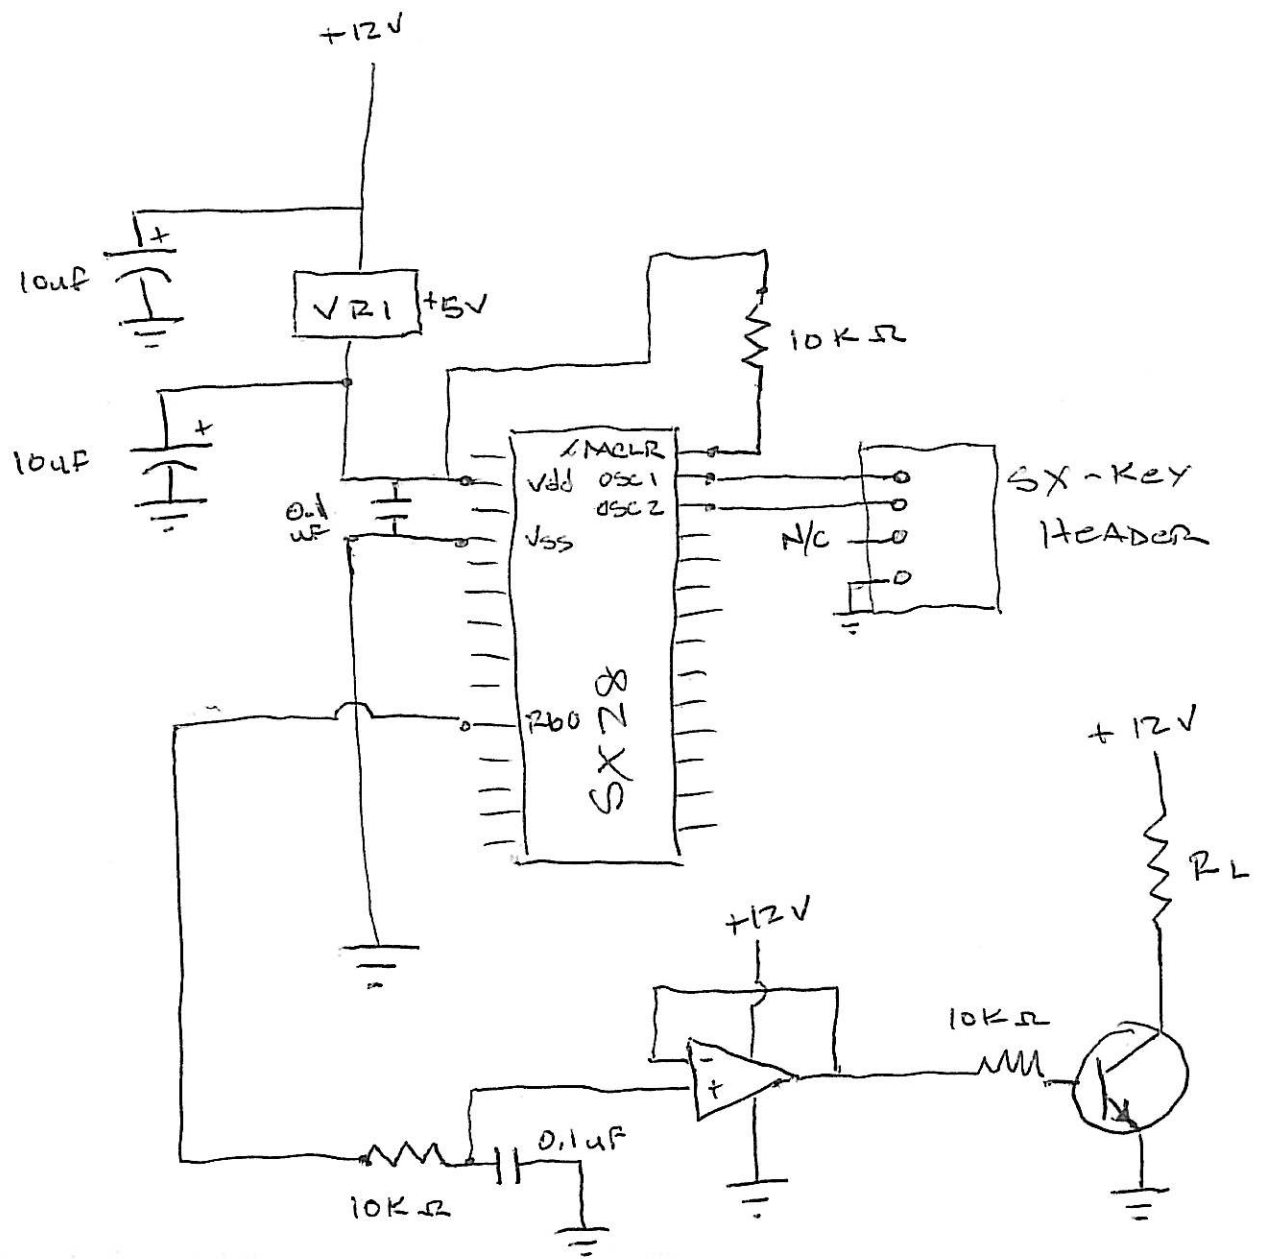 +12V
+
10uF
VR1
+5V
10KΩ
+
10uF
/MCLR
Vdd
OSC1
OSC2
Vss
0.1
uF
SX-KEY
HEADER
N/C
Rb0
SX28
+12V
RL
+12V
10KΩ
-
+
0.1uF
10KΩ